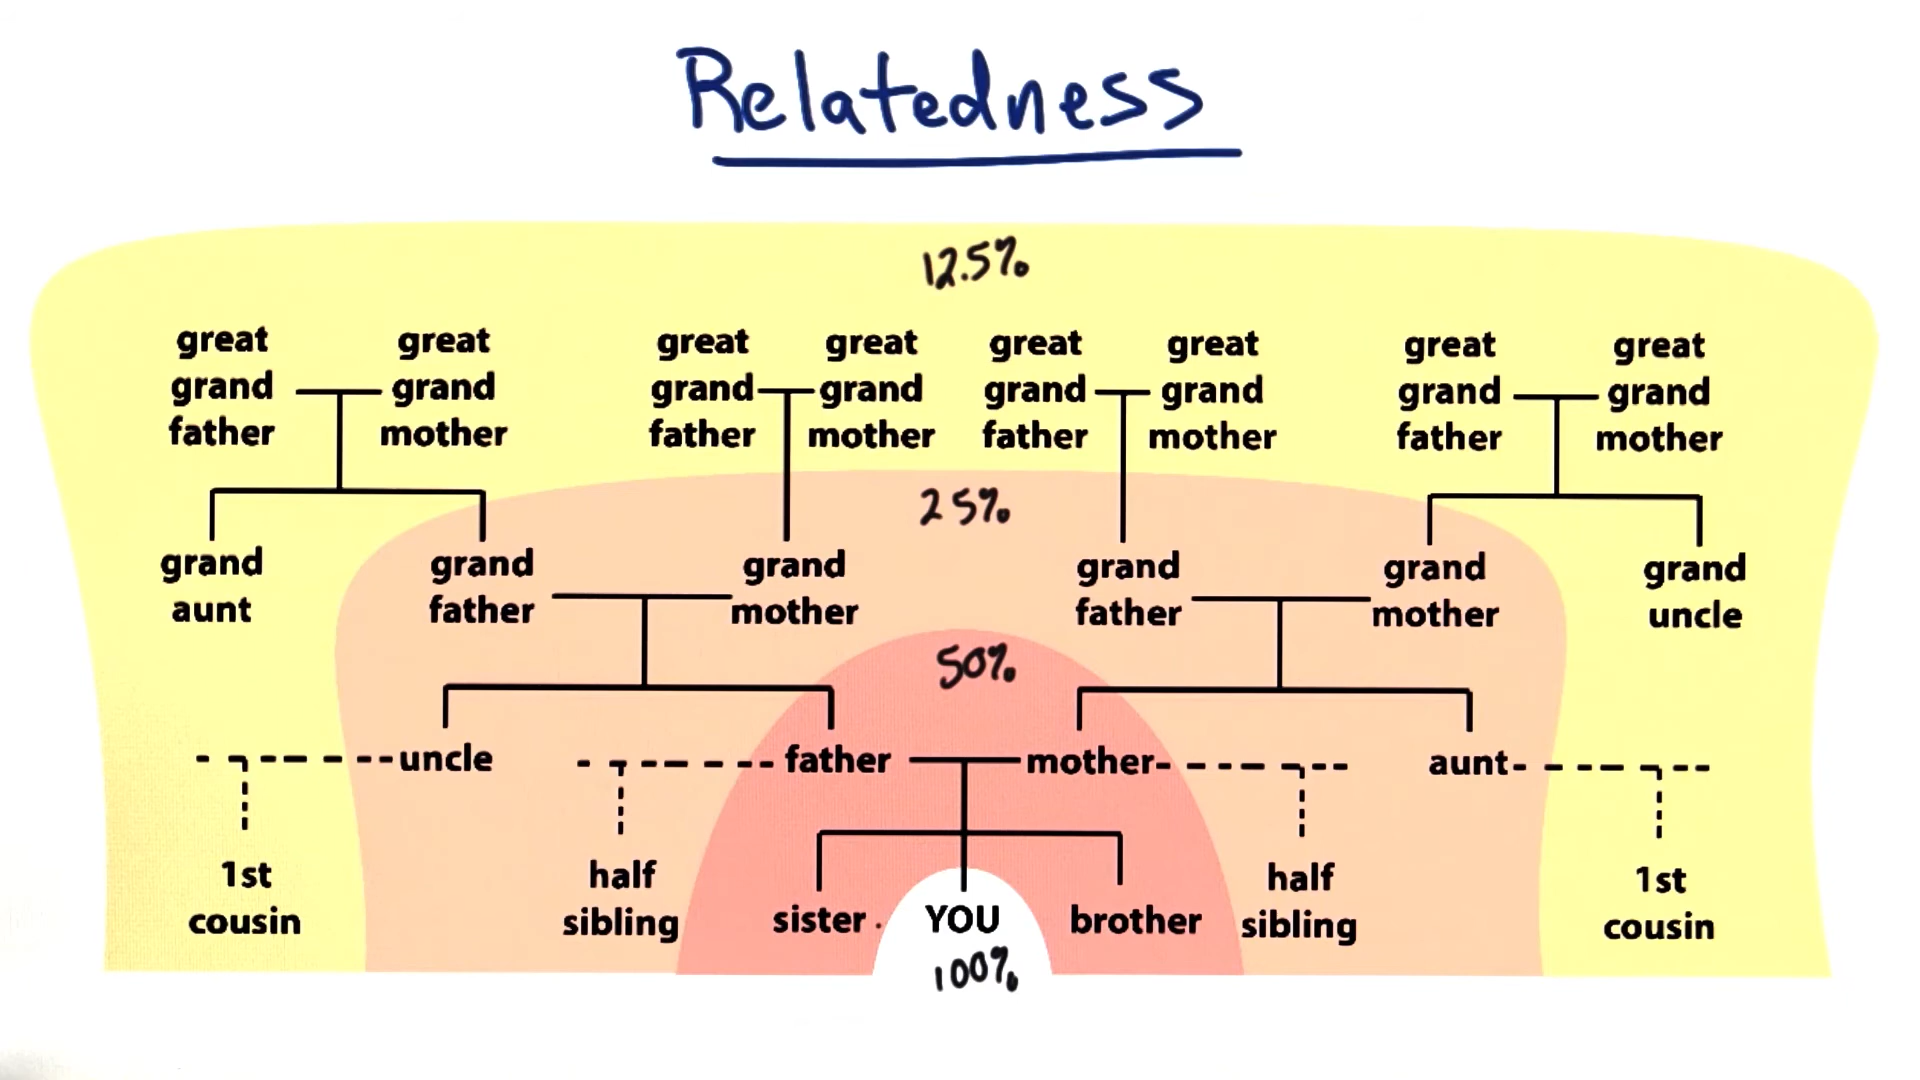 Relatedness
12.5%
great
grand
father
great
grand
mother
great
grand
father
great
grand
mother
great
grand
father
great
grand
mother
great
grand
father
great
grand
mother
25%
grand
aunt
grand
father
grand
mother
grand
father
grand
mother
grand
uncle
50%
uncle
father
mother
aunt
1st
cousin
half
sibling
sister
YOU
100%
brother
half
sibling
1st
cousin